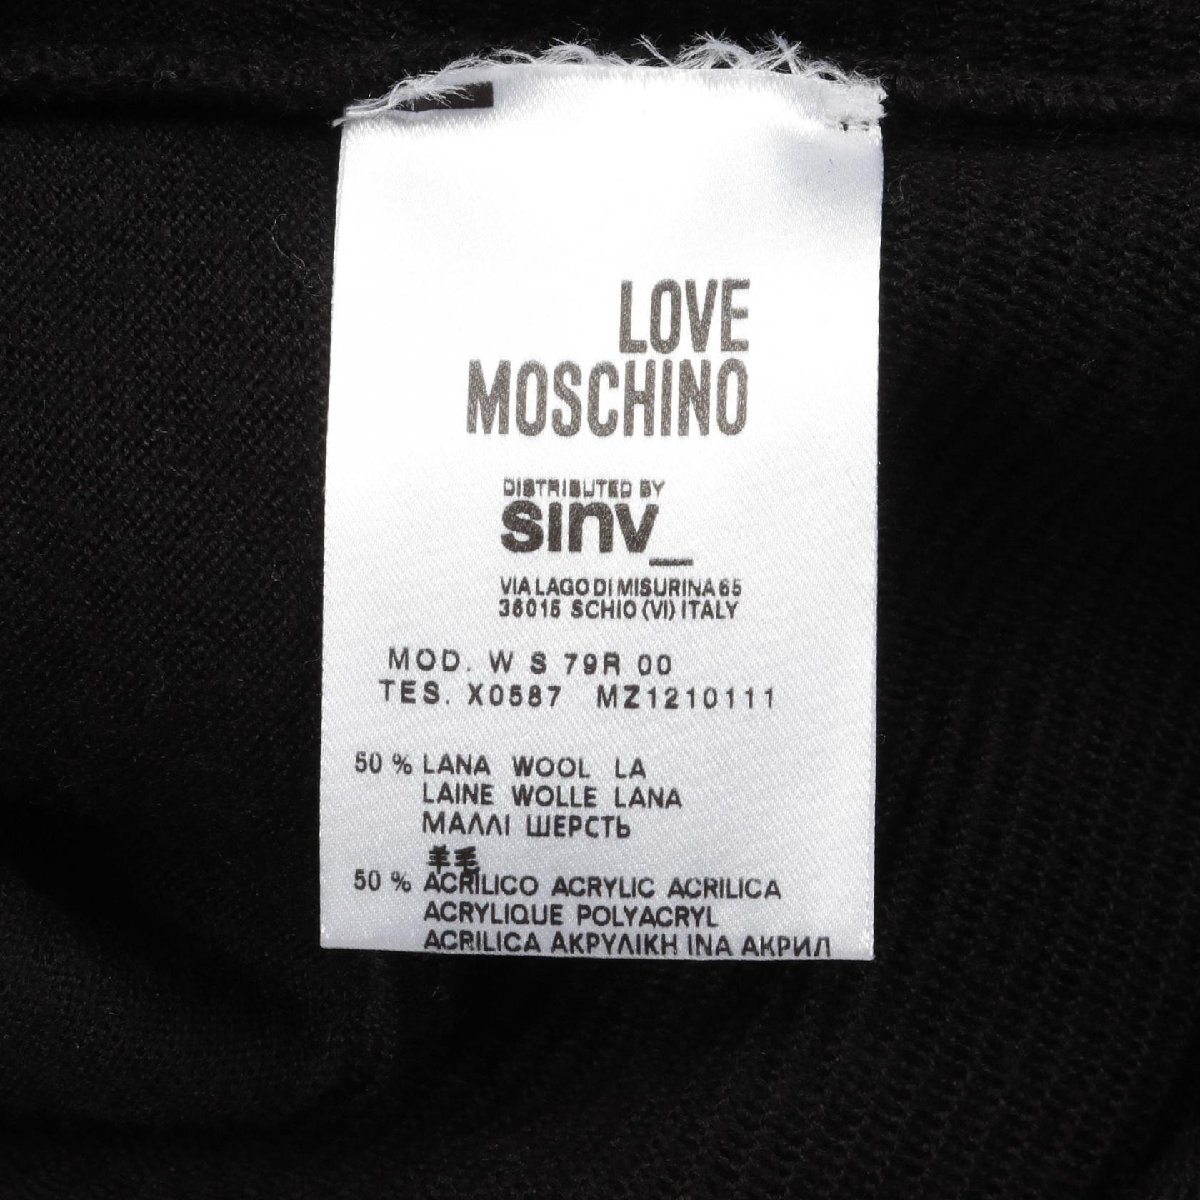 LOVE
MOSCHINO
DISTRIBUTED BY
sinv_
VIA LAGO DI MISURINA 65
36015 SCHIO (VI) ITALY
MOD. W S 79R 00
TES. X0587 MZ1210111
50 % LANA WOOL LA
LAINE WOLLE LANA
ΜΑΛΛΙ ШЕРСТЬ
羊毛
50 % ACRILICO ACRYLIC ACRILICA
ACRYLIQUE POLYACRYL
ACRILICA ΑΚΡΥΛΙΚΗ ΙΝΑ АКРИЛ